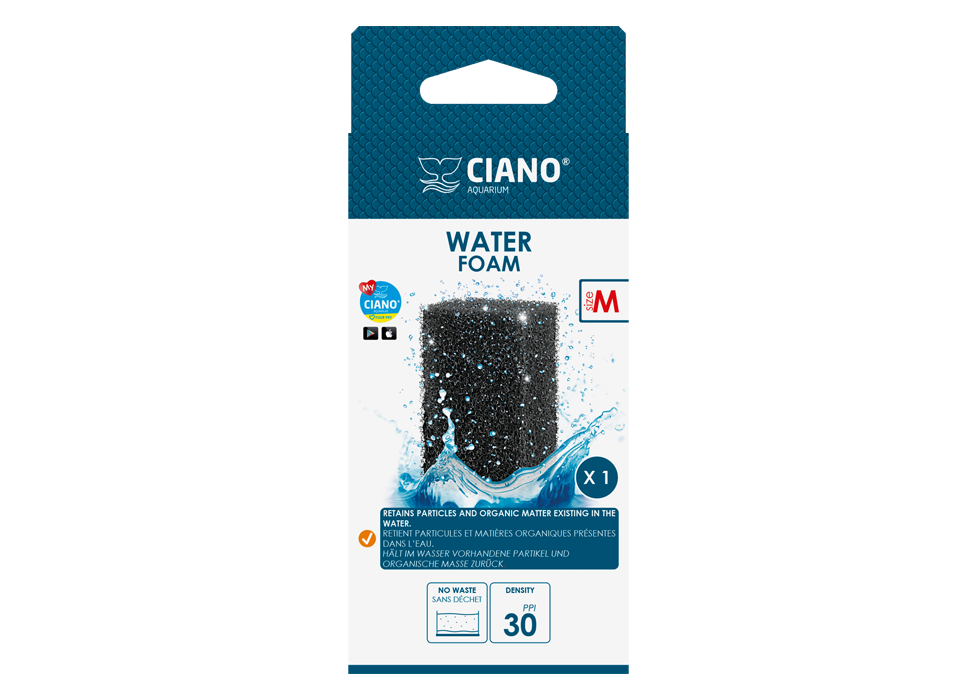 CIANO®
AQUARIUM
WATER
FOAM
MY
CIANO®
AQUARIUM
size M
X 1
RETAINS PARTICLES AND ORGANIC MATTER EXISTING IN THE
WATER.
RETIENT PARTICULES ET MATIÈRES ORGANIQUES PRÉSENTES
DANS L'EAU.
HÄLT IM WASSER VORHANDENE PARTIKEL UND
ORGANISCHE MASSE ZURÜCK
NO WASTE
SANS DÉCHET
DENSITY
PPI
30